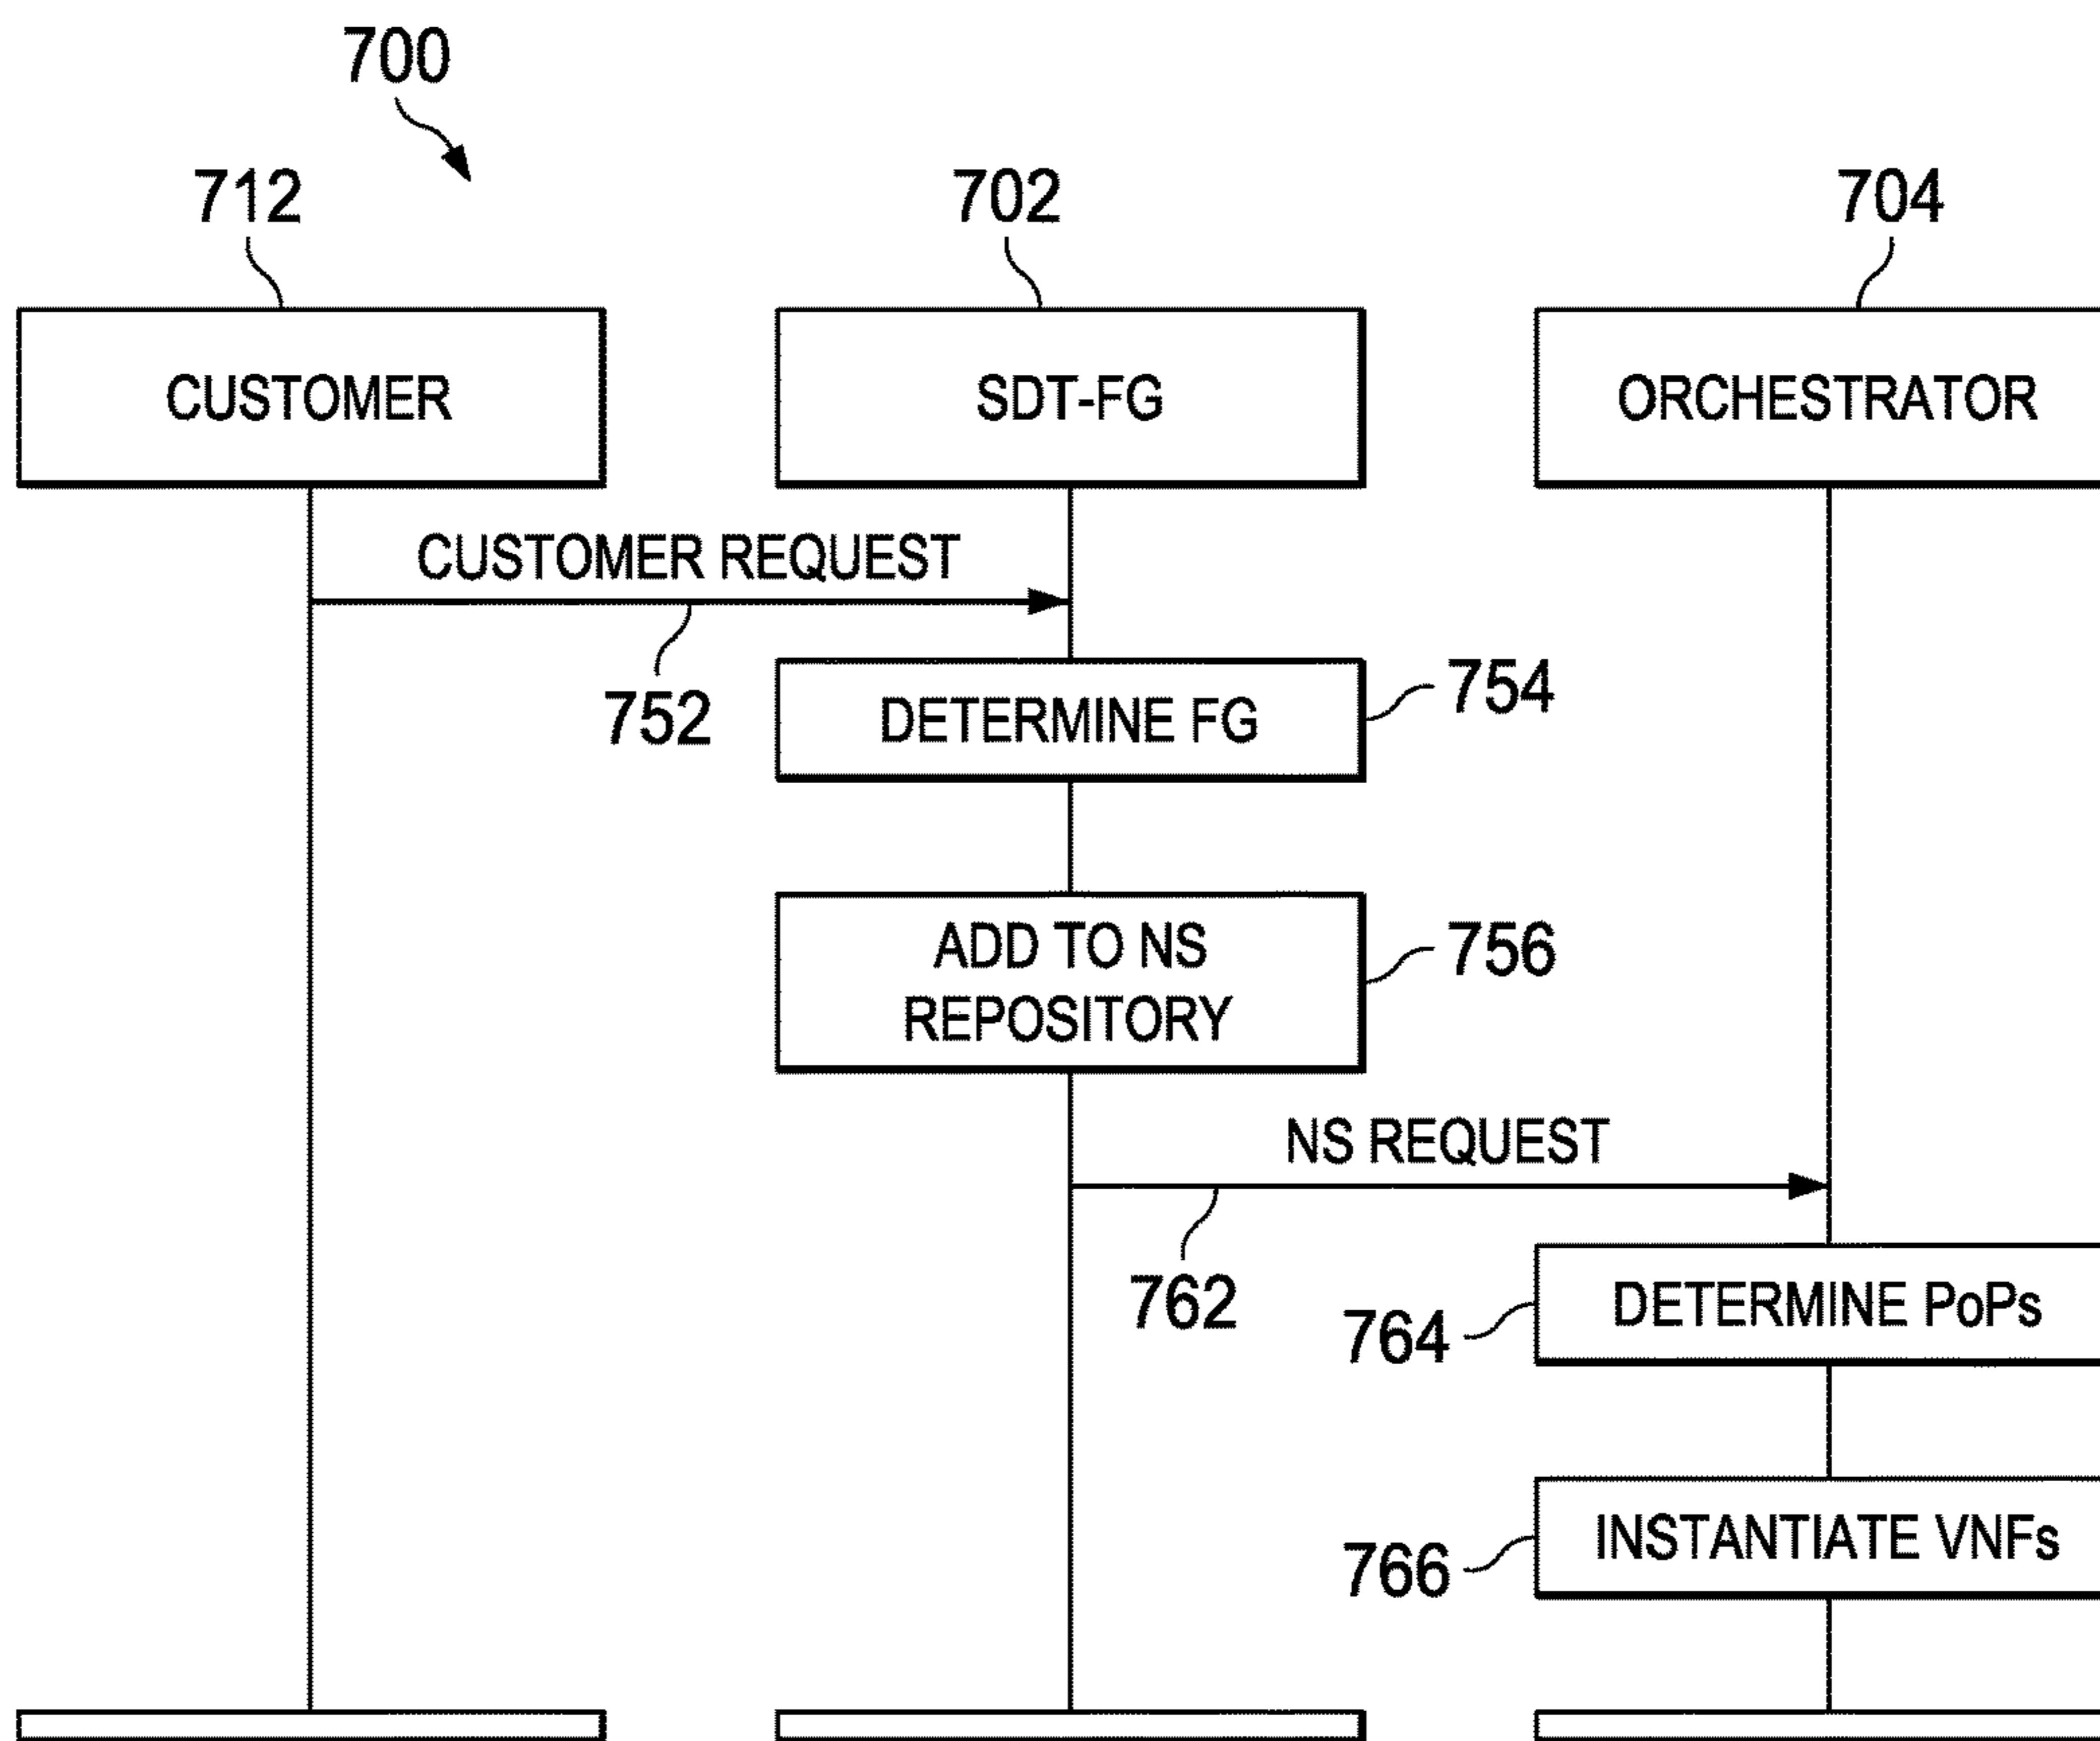 700
712
702
704
CUSTOMER
SDT-FG
ORCHESTRATOR
CUSTOMER REQUEST
752
DETERMINE FG
754
ADD TO NS
REPOSITORY
756
NS REQUEST
762
DETERMINE PoPs
764
INSTANTIATE VNFs
766